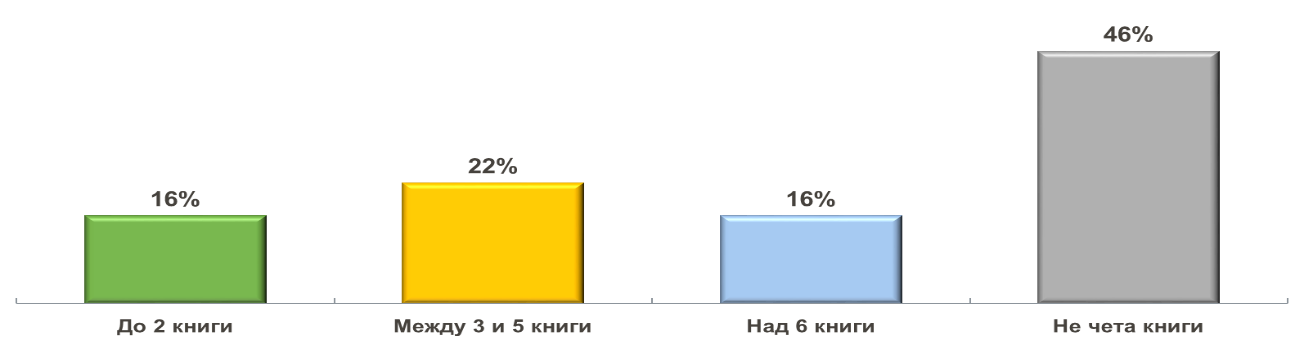 46%
22%
16%
16%
До 2 книги
Между 3 и 5 книги
Над 6 книги
Не чета книги